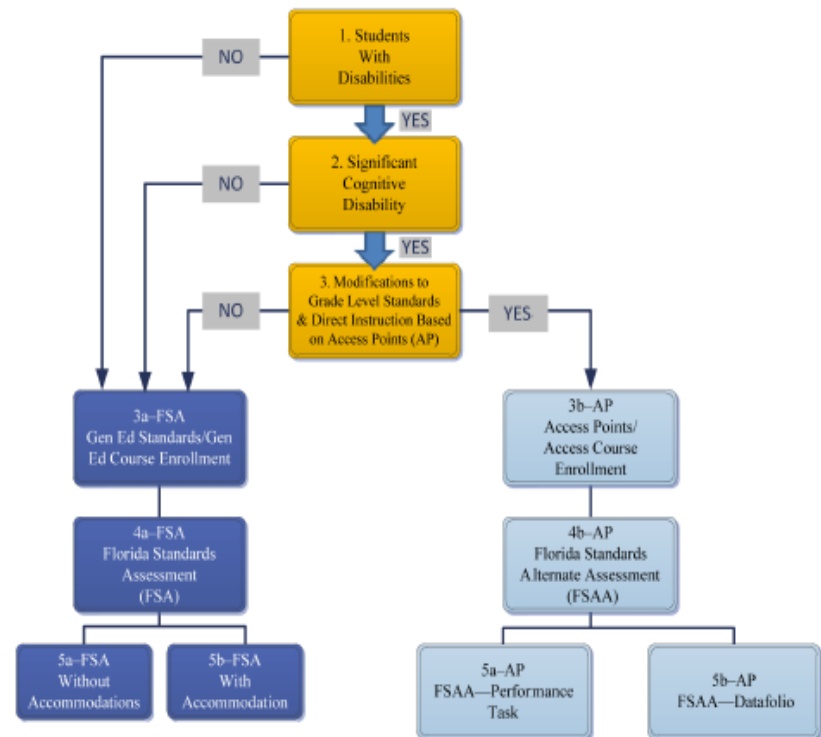 1. Students
With
Disabilities
NO
YES
2. Significant
Cognitive
Disability
NO
YES
3. Modifications to
Grade Level Standards
& Direct Instruction Based
on Access Points (AP)
NO
YES
3a–FSA
Gen Ed Standards/Gen
Ed Course Enrollment
3b–AP
Access Points/
Access Course
Enrollment
4a–FSA
Florida Standards
Assessment
(FSA)
4b–AP
Florida Standards
Alternate Assessment
(FSAA)
5a–FSA
Without
Accommodations
5b–FSA
With
Accommodation
5a–AP
FSAA—Performance
Task
5b–AP
FSAA—Datafolio